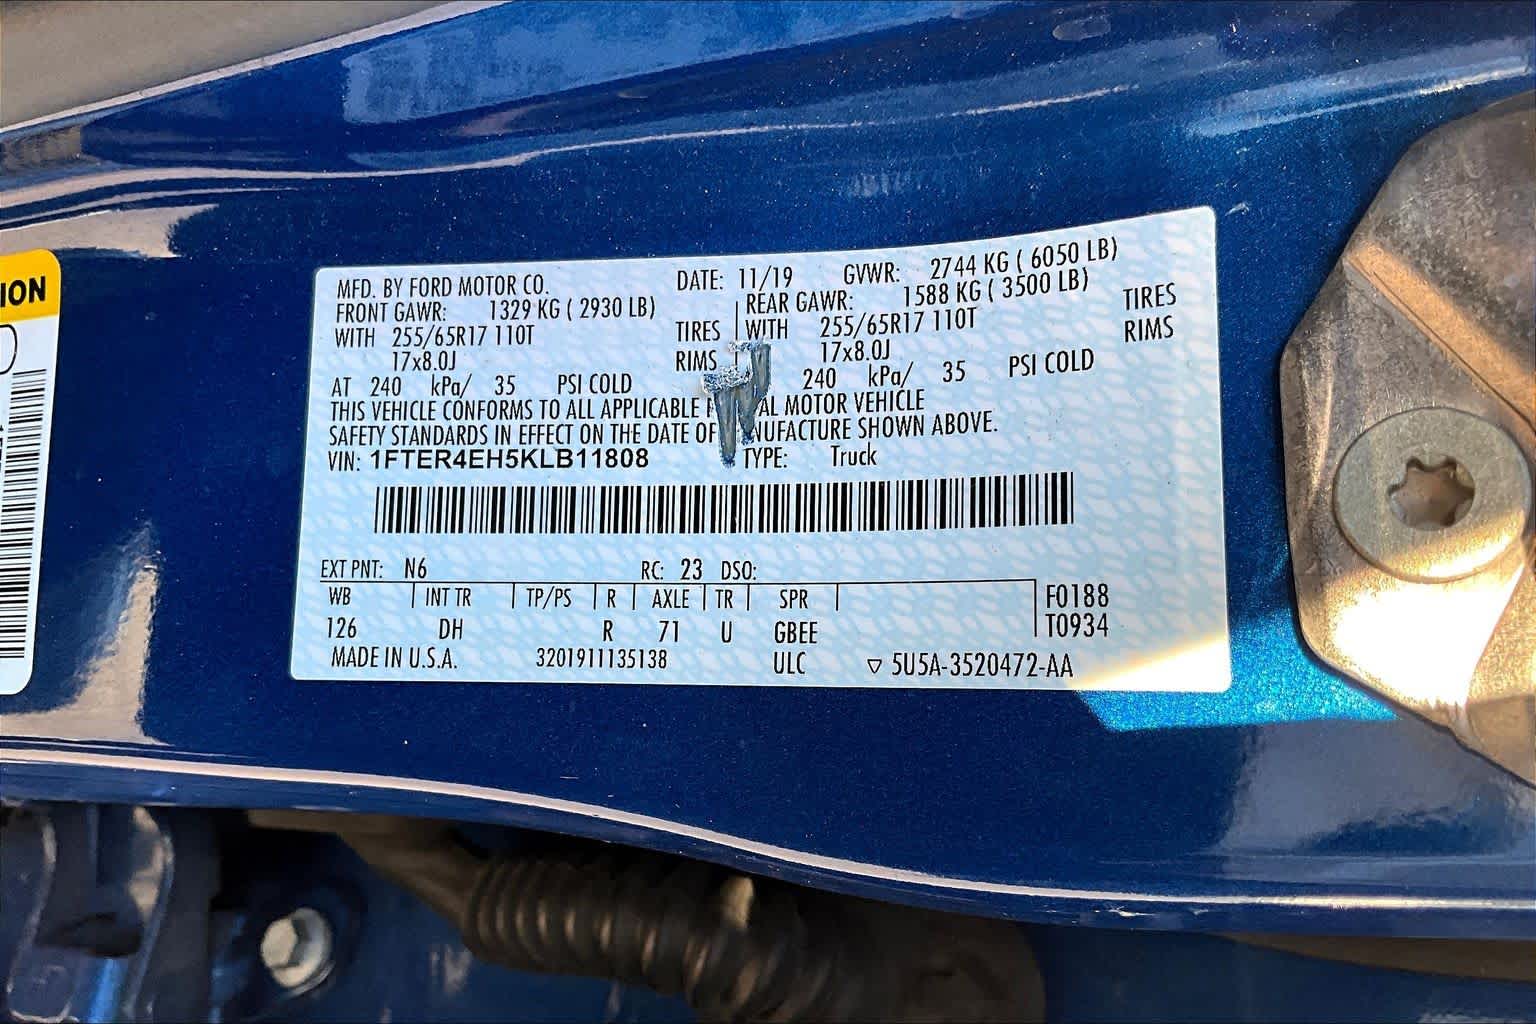 ION
MFD. BY FORD MOTOR CO. DATE: 11/19 GVWR: 2744 KG ( 6050 LB)
FRONT GAWR: 1329 KG ( 2930 LB) REAR GAWR: 1588 KG ( 3500 LB)
WITH 255/65R17 110T TIRES WITH 255/65R17 110T TIRES
17x8.0J RIMS 17x8.0J RIMS
AT 240 kPa/ 35 PSI COLD 240 kPa/ 35 PSI COLD
THIS VEHICLE CONFORMS TO ALL APPLICABLE AL MOTOR VEHICLE
SAFETY STANDARDS IN EFFECT ON THE DATE OF NUFACTURE SHOWN ABOVE.
VIN: 1FTER4EH5KLB11808 TYPE: Truck
EXT PNT: N6 RC: 23 DSO:
WB INT TR TP/PS R AXLE TR SPR F0188
126 DH R 71 U GBEE T0934
MADE IN U.S.A. 3201911135138 ULC ▽ 5U5A-3520472-AA